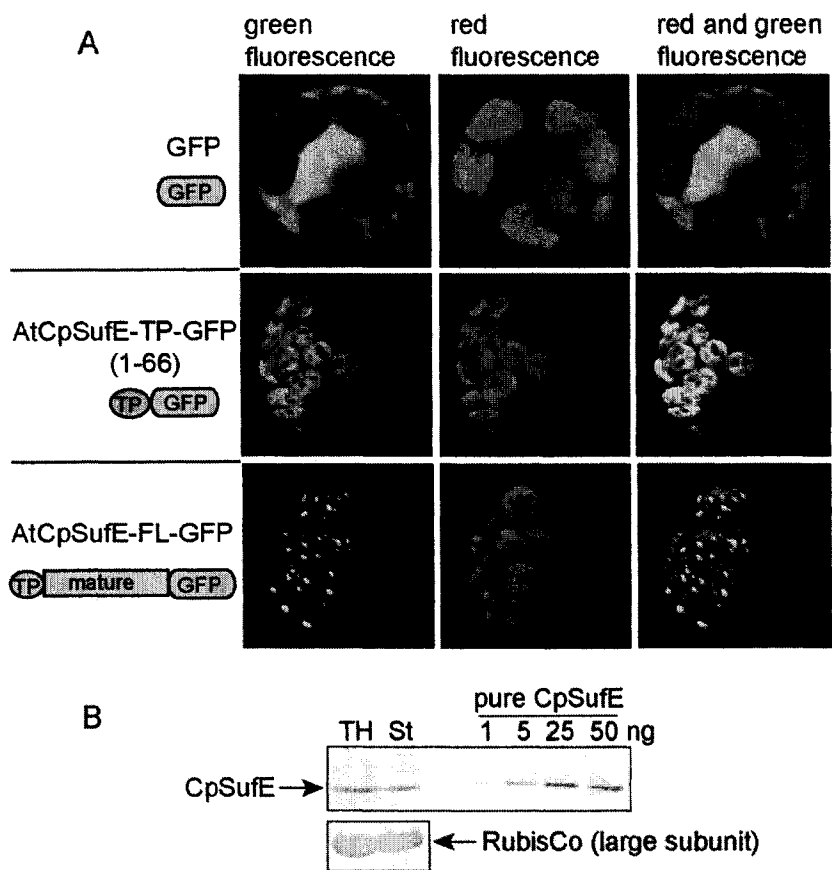 A
green fluorescence
red fluorescence
red and green fluorescence
GFP
GFP
AtCpSufE-TP-GFP
(1-66)
TP GFP
AtCpSufE-FL-GFP
TP mature GFP
B
pure CpSufE
TH St 1 5 25 50 ng
CpSufE
RubisCo (large subunit)